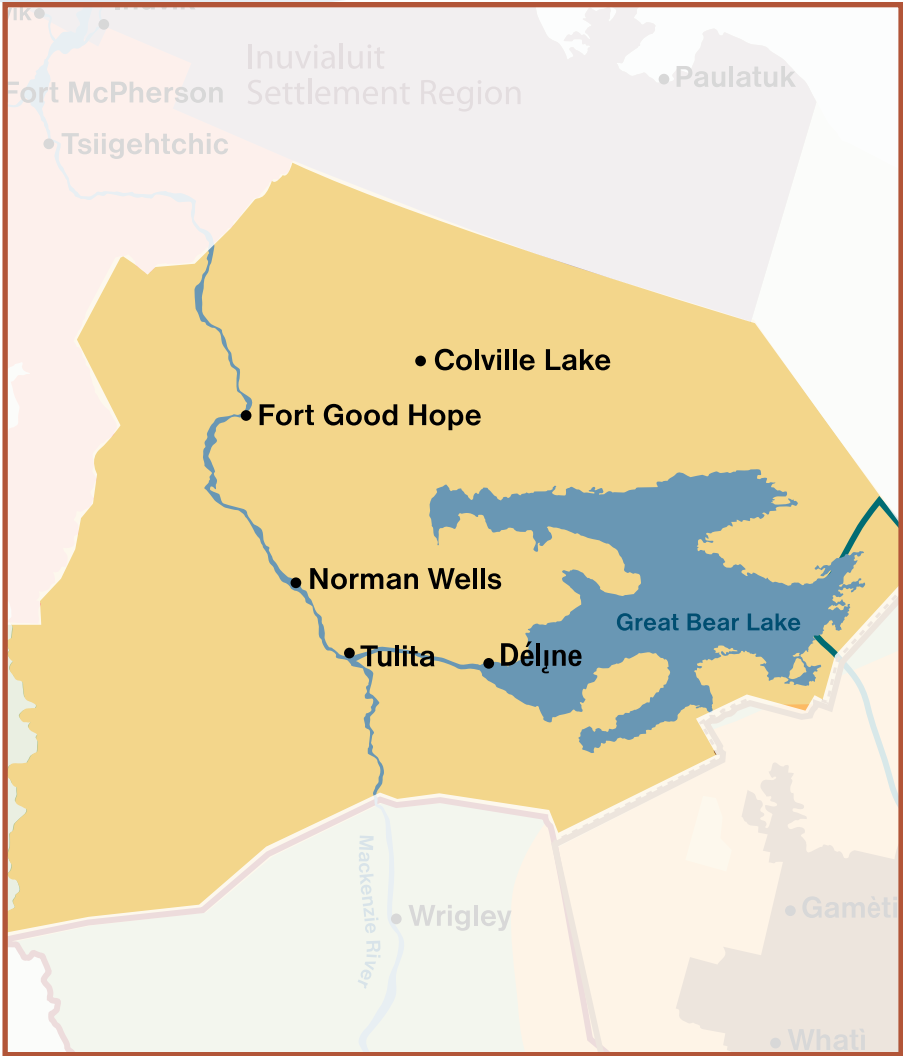 Inuvialuit
Settlement Region
Paulatuk
Fort McPherson
Tsiigehtchic
Colville Lake
Fort Good Hope
Norman Wells
Great Bear Lake
Tulita
Délı̨ne
Mackenzie River
Wrigley
Gamètì
Whatì